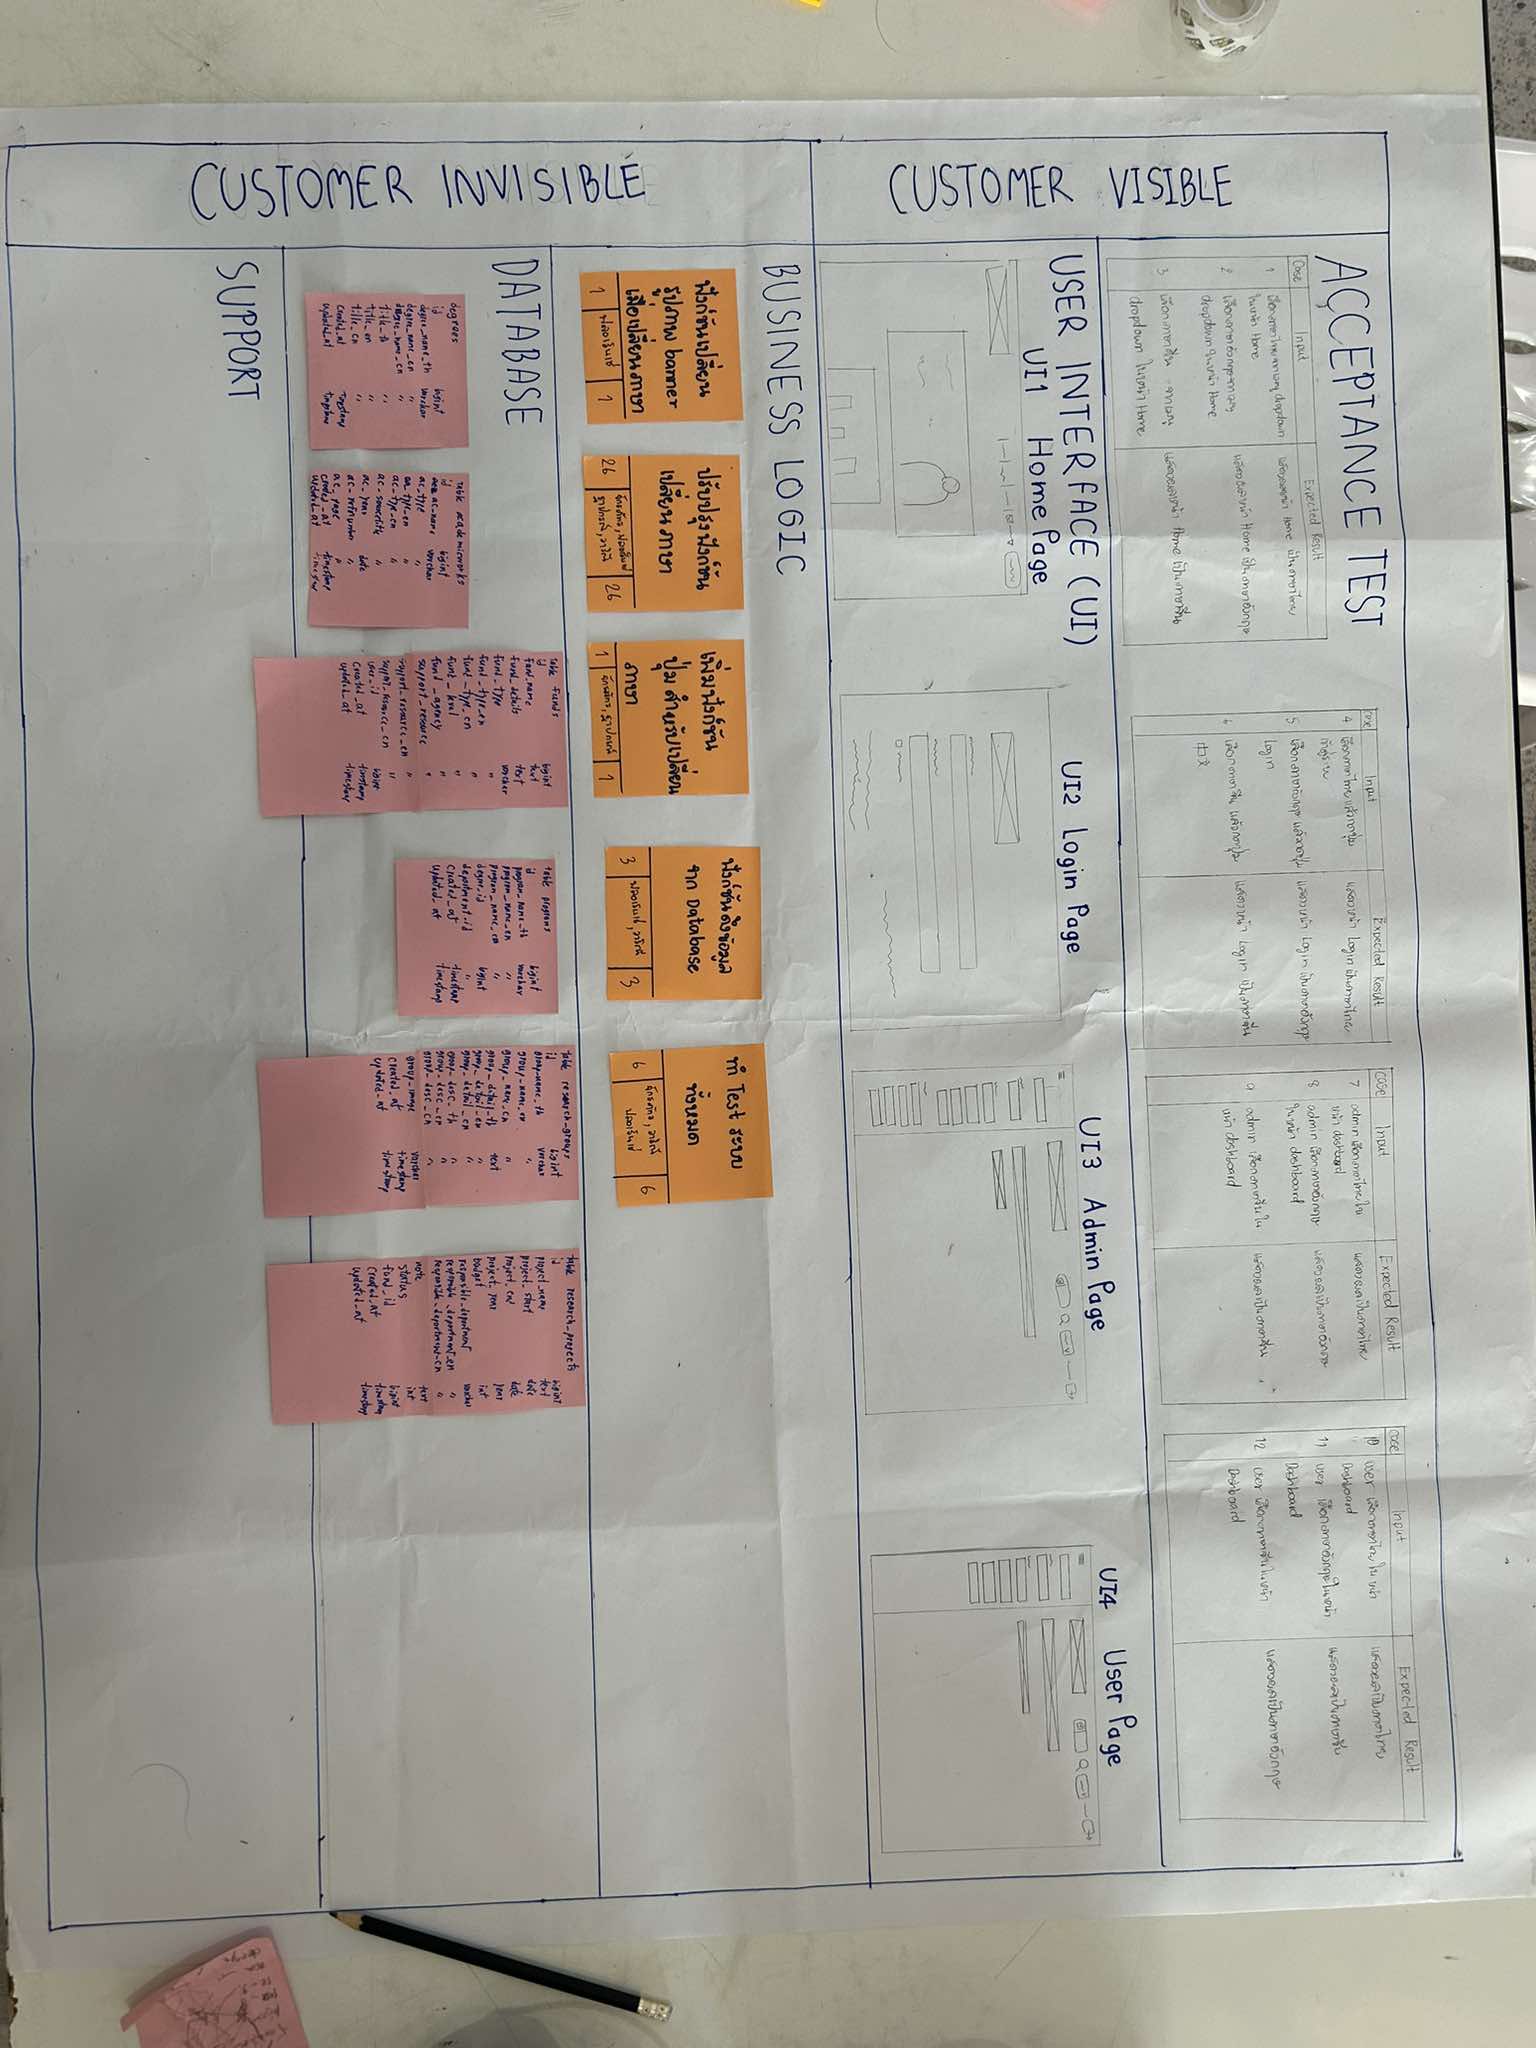 CUSTOMER VISIBLE
ACCEPTANCE TEST
Case Input Expected Result
1 เลือกภาษาไทยจากเมนู dropdown แสดงผลหน้า Home เป็นภาษาไทย
ในหน้า Home
2 เลือกภาษาอังกฤษจากเมนู แสดงผลหน้า Home เป็นภาษาอังกฤษ
dropdown ในหน้า Home
3 เลือกภาษาจีน จากเมนู แสดงผลหน้า Home เป็นภาษาจีน
dropdown ในหน้า Home
case Input Expected Result
4 เลือกภาษาไทย แล้วกดปุ่ม แสดงหน้า Login เป็นภาษาไทย
เข้าสู่ระบบ
5 เลือกภาษาอังกฤษ แล้วกดปุ่ม แสดงหน้า Login เป็นภาษาอังกฤษ
Login
6 เลือกภาษาจีน แล้วกดปุ่ม แสดงหน้า Login เป็นภาษาจีน
中文
case Input Expected Result
7 admin เลือกภาษาไทยใน แสดงผลเป็นภาษาไทย
หน้า dashboard
8 admin เลือกภาษาอังกฤษ แสดงผลเป็นภาษาอังกฤษ
ในหน้า dashboard
9 admin เลือกภาษาจีนใน แสดงผลเป็นภาษาจีน
หน้า dashboard
case Input Expected Result
10 user เลือกภาษาไทย ใน หน้า แสดงผลเป็นภาษาไทย
Dashboard
11 user เลือกภาษาอังกฤษในหน้า แสดงผลเป็นภาษาจีน
Dashboard
12 user เลือกภาษาจีนในหน้า แสดงผลเป็นภาษาอังกฤษ
Dashboard
USER INTERFACE (UI)
UI1 Home Page
UI2 Login Page
UI3 Admin Page
UI4 User Page
CUSTOMER INVISIBLE
BUSINESS LOGIC
ฟังก์ชันเปลี่ยน
รูปภาพ banner
เมื่อเปลี่ยนภาษา
1 ฟลอเรนซ์ 1
ปรับปรุงฟังก์ชัน
เปลี่ยนภาษา
26 จักรภัทร, ฟลอเรนซ์ 26
ฐาปกรณ์, วาริณี
เพิ่มฟังก์ชัน
ปุ่ม สำหรับเปลี่ยน
ภาษา
1 จักรภัทร, ฐาปกรณ์ 1
ฟังก์ชันดึงข้อมูล
จาก Database
3 ฟลอเรนซ์, วาริณี 3
ทำ Test ระบบ
ทั้งหมด
6 จักรภัทร, วาริณี 6
ฟลอเรนซ์
DATABASE
degrees
id bigint
degree_name_th varchar
degree_name_en "
degree_name_cn "
title_th "
title_en "
title_cn "
created_at timestamp
updated_at timestamp
table academicworks
id bigint
ac_name varchar
ac_type "
ac_type_en "
ac_type_cn "
ac_sourcetitle "
ac_year date
ac_refnumber "
ac_page "
created_at timestamp
updated_at timestamp
table funds
id bigint
fund_name text
fund_details text
fund_type varchar
fund_type_en "
fund_type_cn "
fund_level "
fund_agency "
support_resource "
support_resource_en "
support_resource_cn "
user_id bigint
created_at timestamp
updated_at timestamp
table programs
id bigint
program_name_th varchar
program_name_en "
program_name_cn "
degree_id bigint
department_id "
created_at timestamp
updated_at timestamp
table research_groups
id bigint
group_name_th varchar
group_name_en "
group_name_cn "
group_detail_th text
group_detail_en "
group_detail_cn "
group_desc_th "
group_desc_en "
group_desc_cn "
group_image varchar
created_at timestamp
updated_at timestamp
table research_projects
id bigint
project_name text
project_start date
project_end date
project_year year
budget int
responsible_department varchar
responsible_department_en "
responsible_department_cn "
note text
status int
fund_id bigint
created_at timestamp
updated_at timestamp
SUPPORT